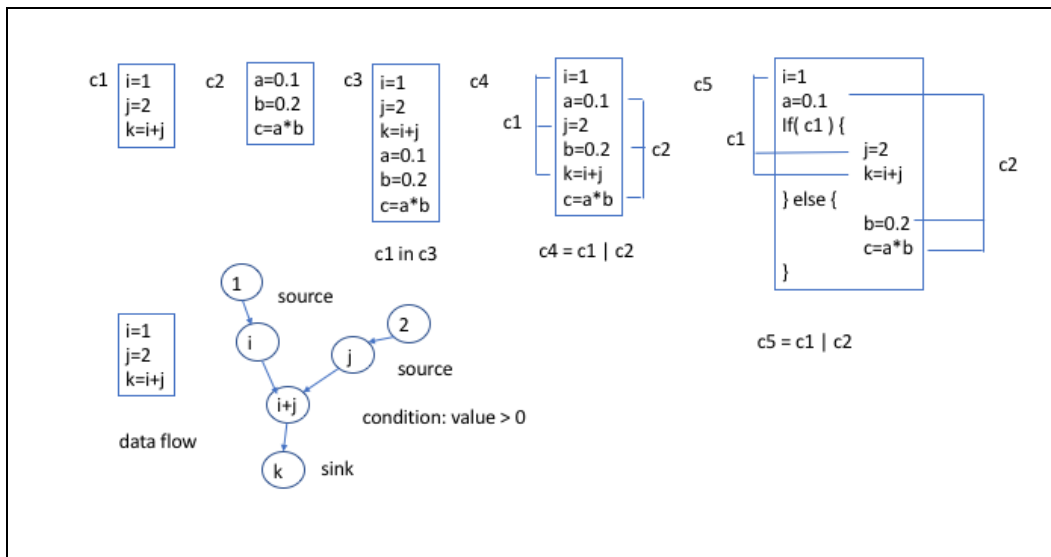 c1
i=1
j=2
k=i+j
c2
a=0.1
b=0.2
c=a*b
c3
i=1
j=2
k=i+j
a=0.1
b=0.2
c=a*b
c1 in c3
c4
i=1
a=0.1
j=2
b=0.2
k=i+j
c=a*b
c1
c2
c4 = c1 | c2
c5
i=1
a=0.1
If( c1 ) {
j=2
k=i+j
} else {
b=0.2
c=a*b
}
c1
c2
c5 = c1 | c2
i=1
j=2
k=i+j
data flow
1
source
i
2
j
source
i+j
condition: value > 0
k
sink